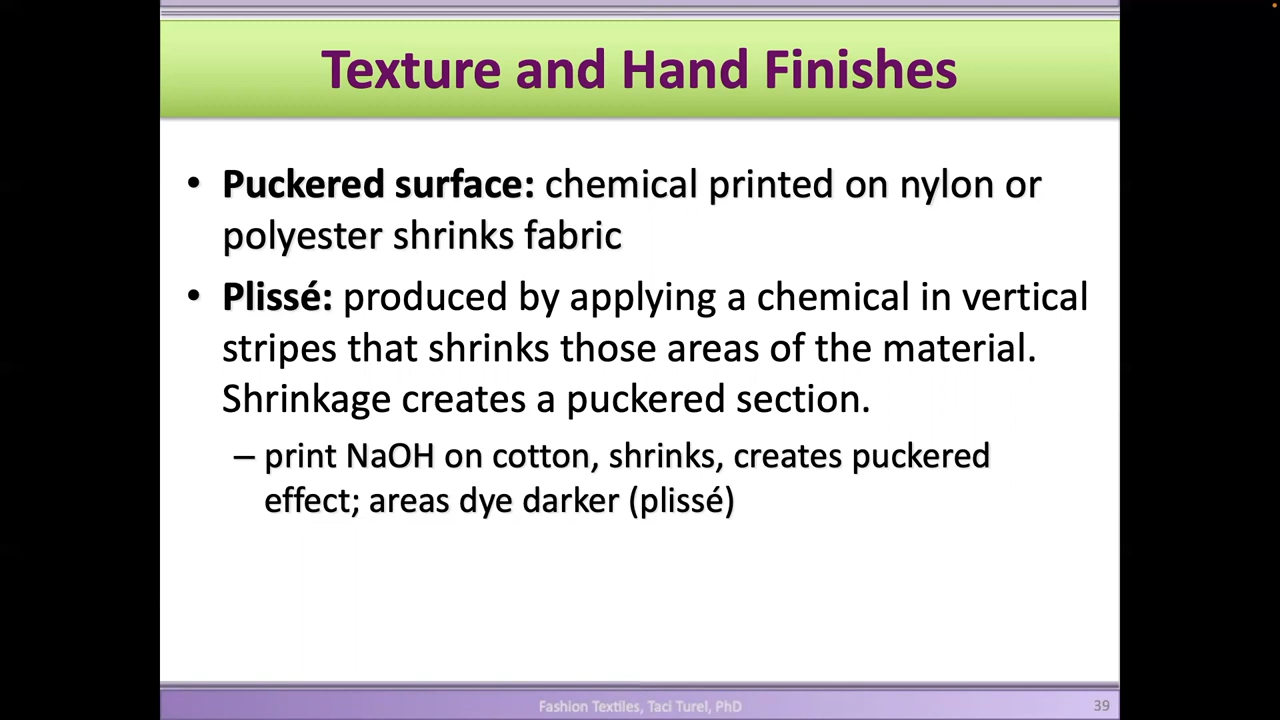 Texture and Hand Finishes
• Puckered surface: chemical printed on nylon or
polyester shrinks fabric
• Plissé: produced by applying a chemical in vertical
stripes that shrinks those areas of the material.
Shrinkage creates a puckered section.
– print NaOH on cotton, shrinks, creates puckered
effect; areas dye darker (plissé)
Fashion Textiles, Taci Turel, PhD
39